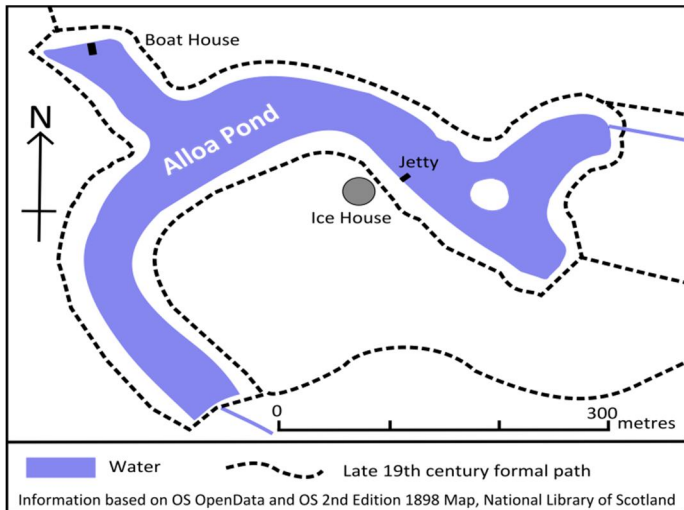 Boat House
N
Alloa Pond
Jetty
Ice House
0
300
metres
Water
Late 19th century formal path
Information based on OS OpenData and OS 2nd Edition 1898 Map, National Library of Scotland